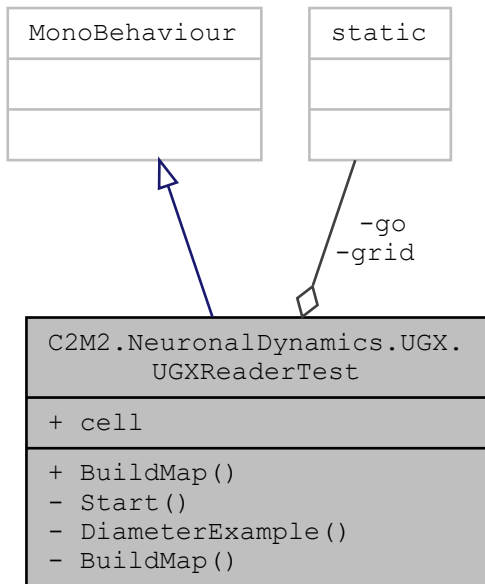 MonoBehaviour
static
-go
-grid
C2M2.NeuronalDynamics.UGX.
UGXReaderTest
+ cell
+ BuildMap()
- Start()
- DiameterExample()
- BuildMap()